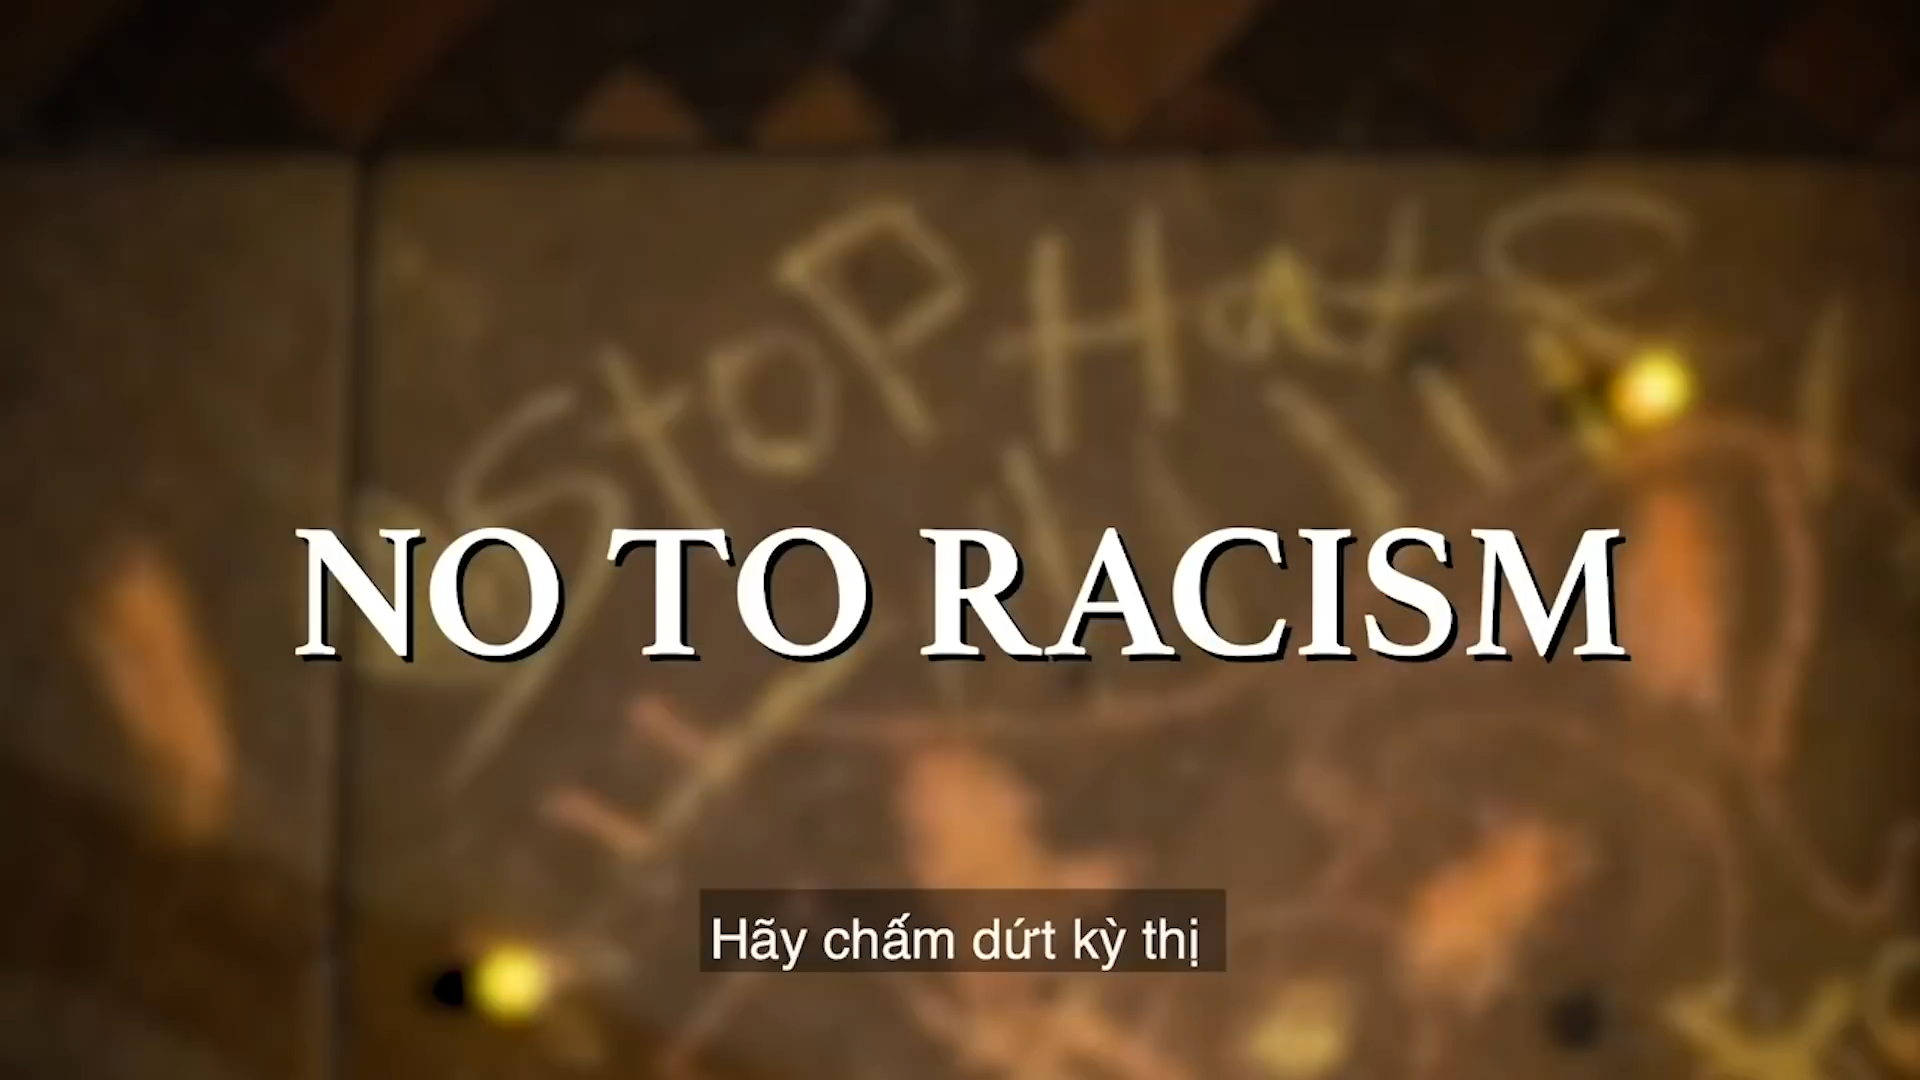 Stop Hate
NO TO RACISM
Hãy chấm dứt kỳ thị